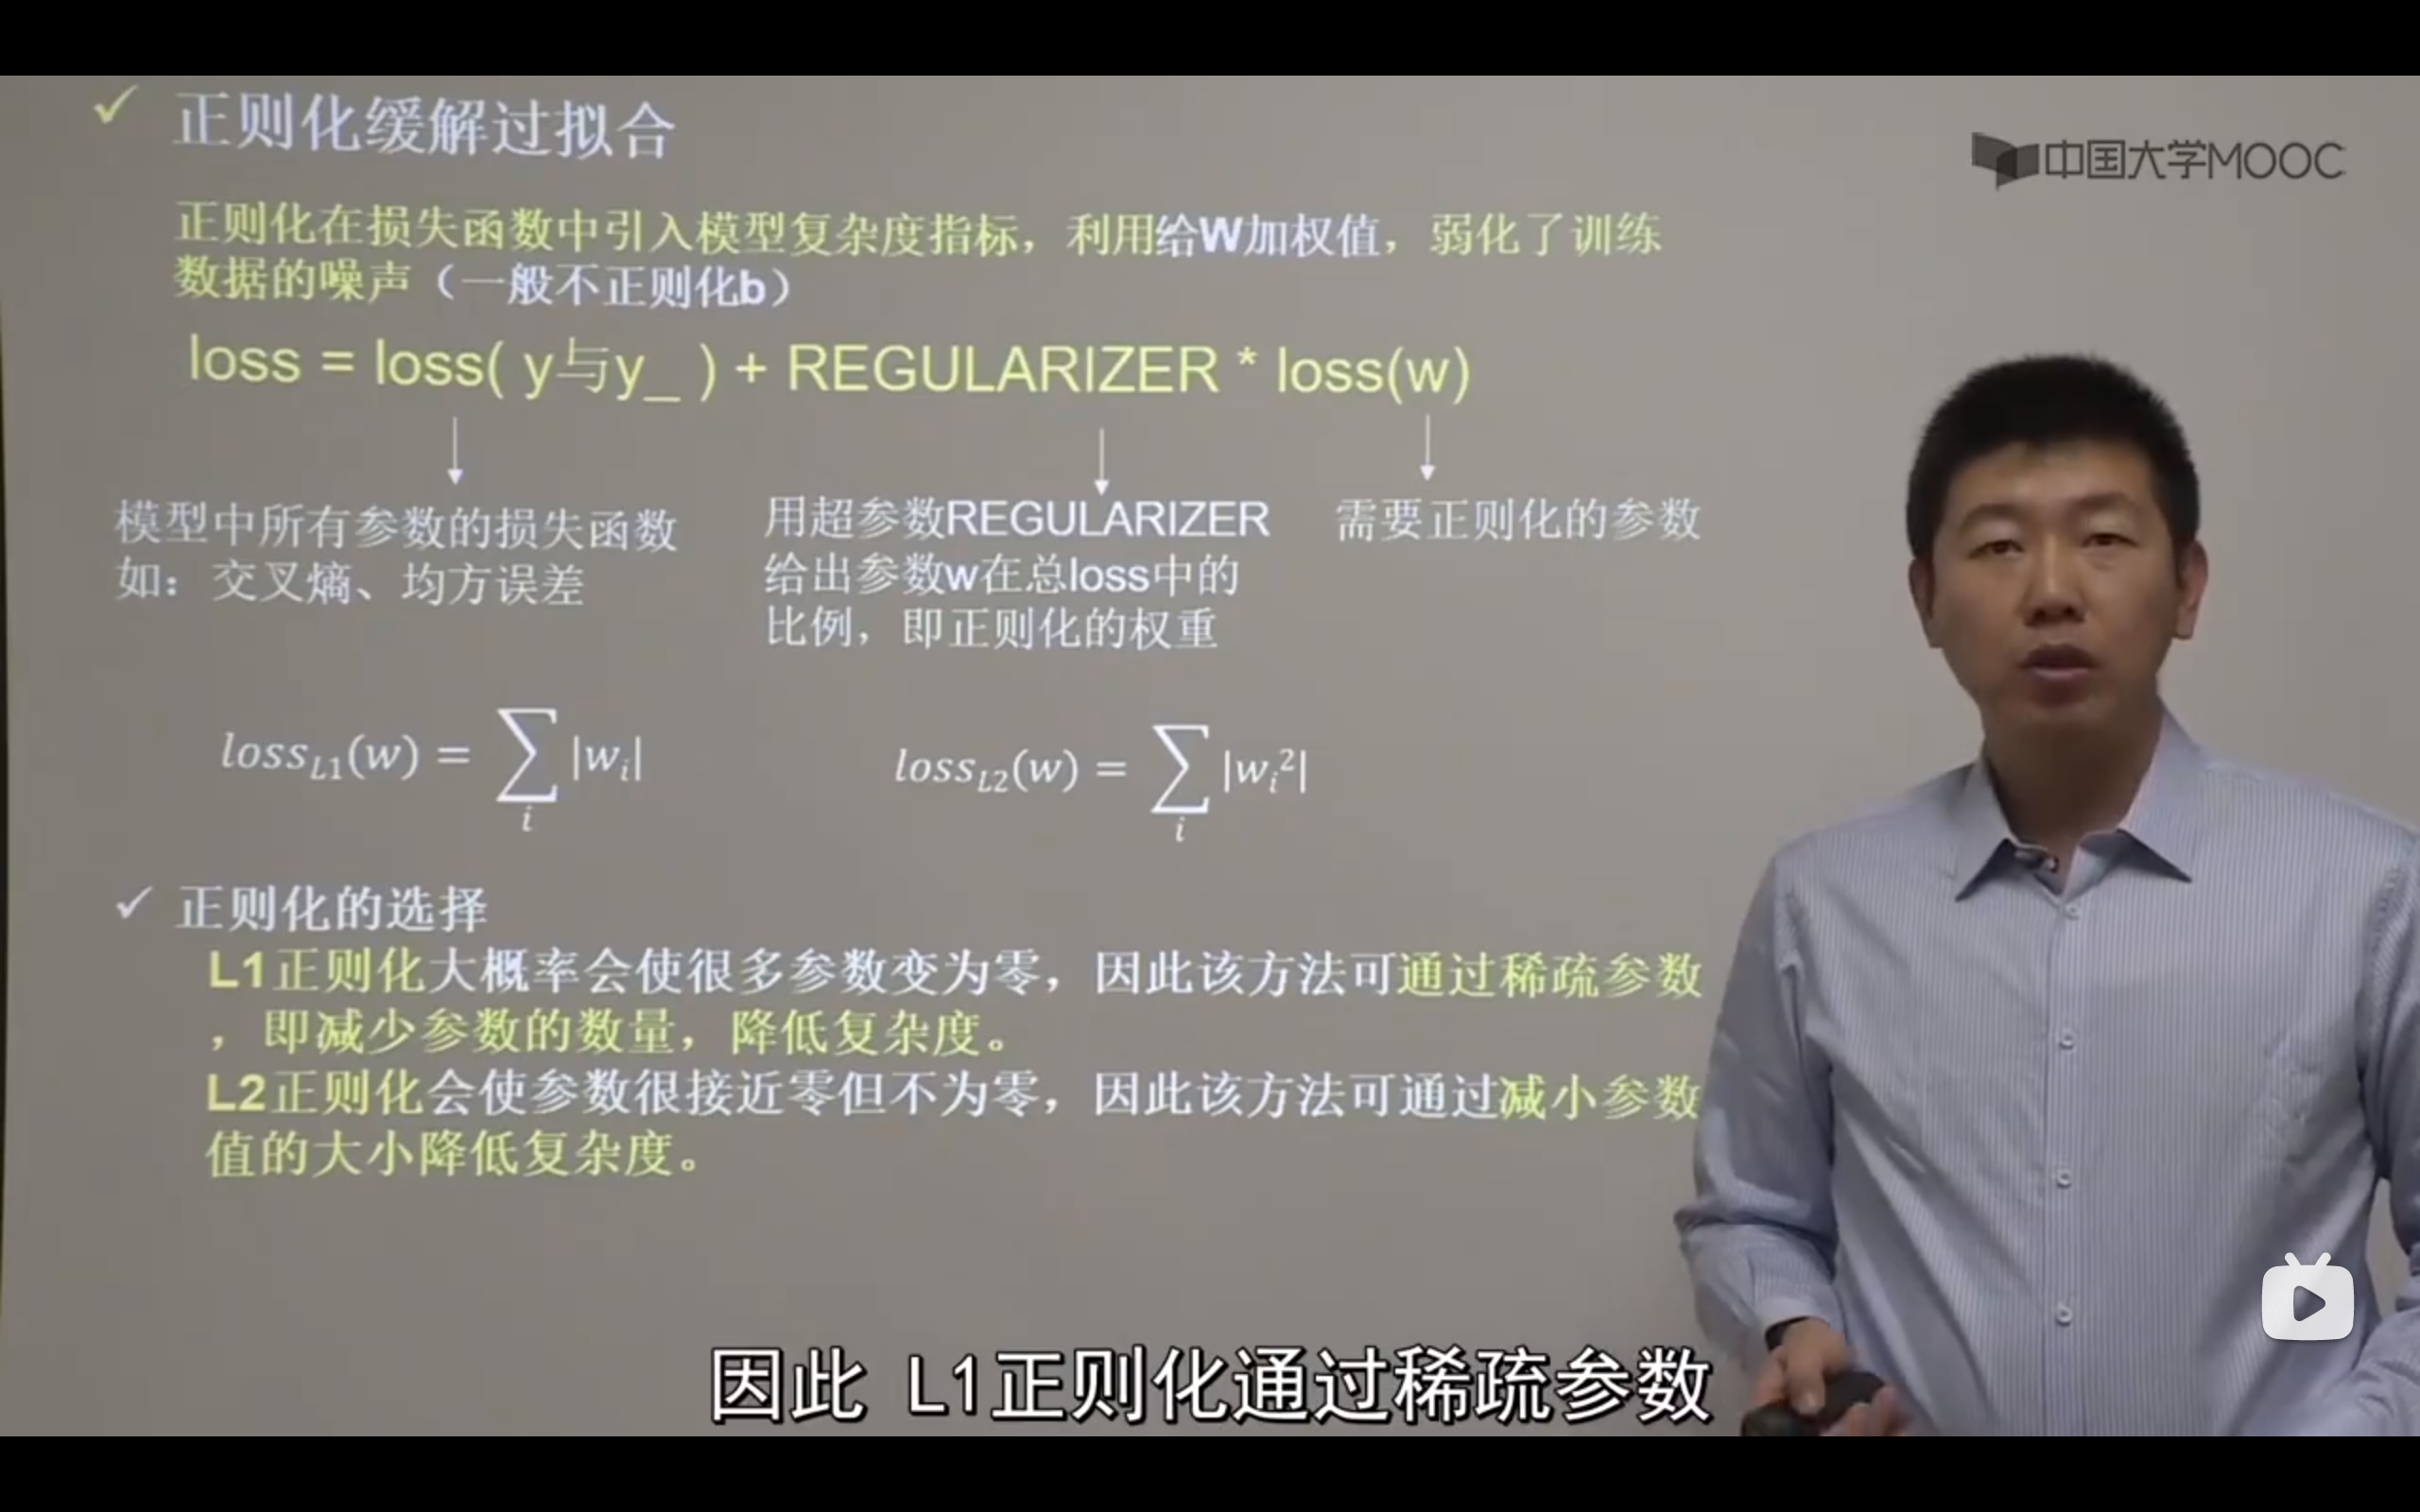 正则化缓解过拟合
中国大学MOOC
正则化在损失函数中引入模型复杂度指标，利用给W加权值，弱化了训练
数据的噪声（一般不正则化b）
loss = loss( y与y_ ) + REGULARIZER * loss(w)
模型中所有参数的损失函数
如：交叉熵、均方误差
用超参数REGULARIZER
给出参数w在总loss中的
比例，即正则化的权重
需要正则化的参数
loss_{L1}(w) = ∑_i |w_i|
loss_{L2}(w) = ∑_i |w_i²|
正则化的选择
L1正则化大概率会使很多参数变为零，因此该方法可通过稀疏参数
，即减少参数的数量，降低复杂度。
L2正则化会使参数很接近零但不为零，因此该方法可通过减小参数
值的大小降低复杂度。
因此 L1正则化通过稀疏参数